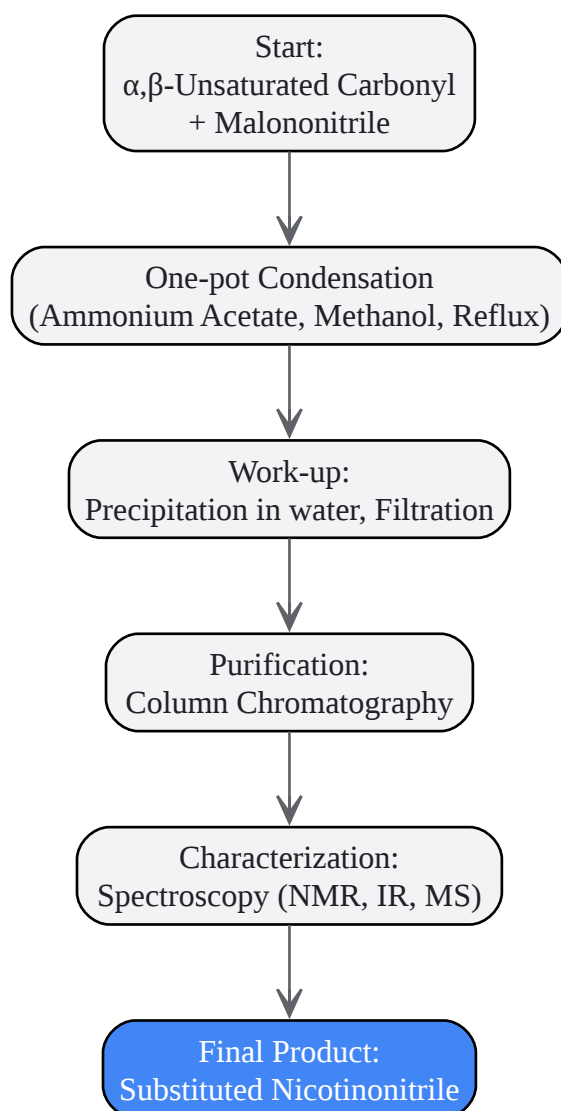 Start:
α,β-Unsaturated Carbonyl
+ Malononitrile
One-pot Condensation
(Ammonium Acetate, Methanol, Reflux)
Work-up:
Precipitation in water, Filtration
Purification:
Column Chromatography
Characterization:
Spectroscopy (NMR, IR, MS)
Final Product:
Substituted Nicotinonitrile